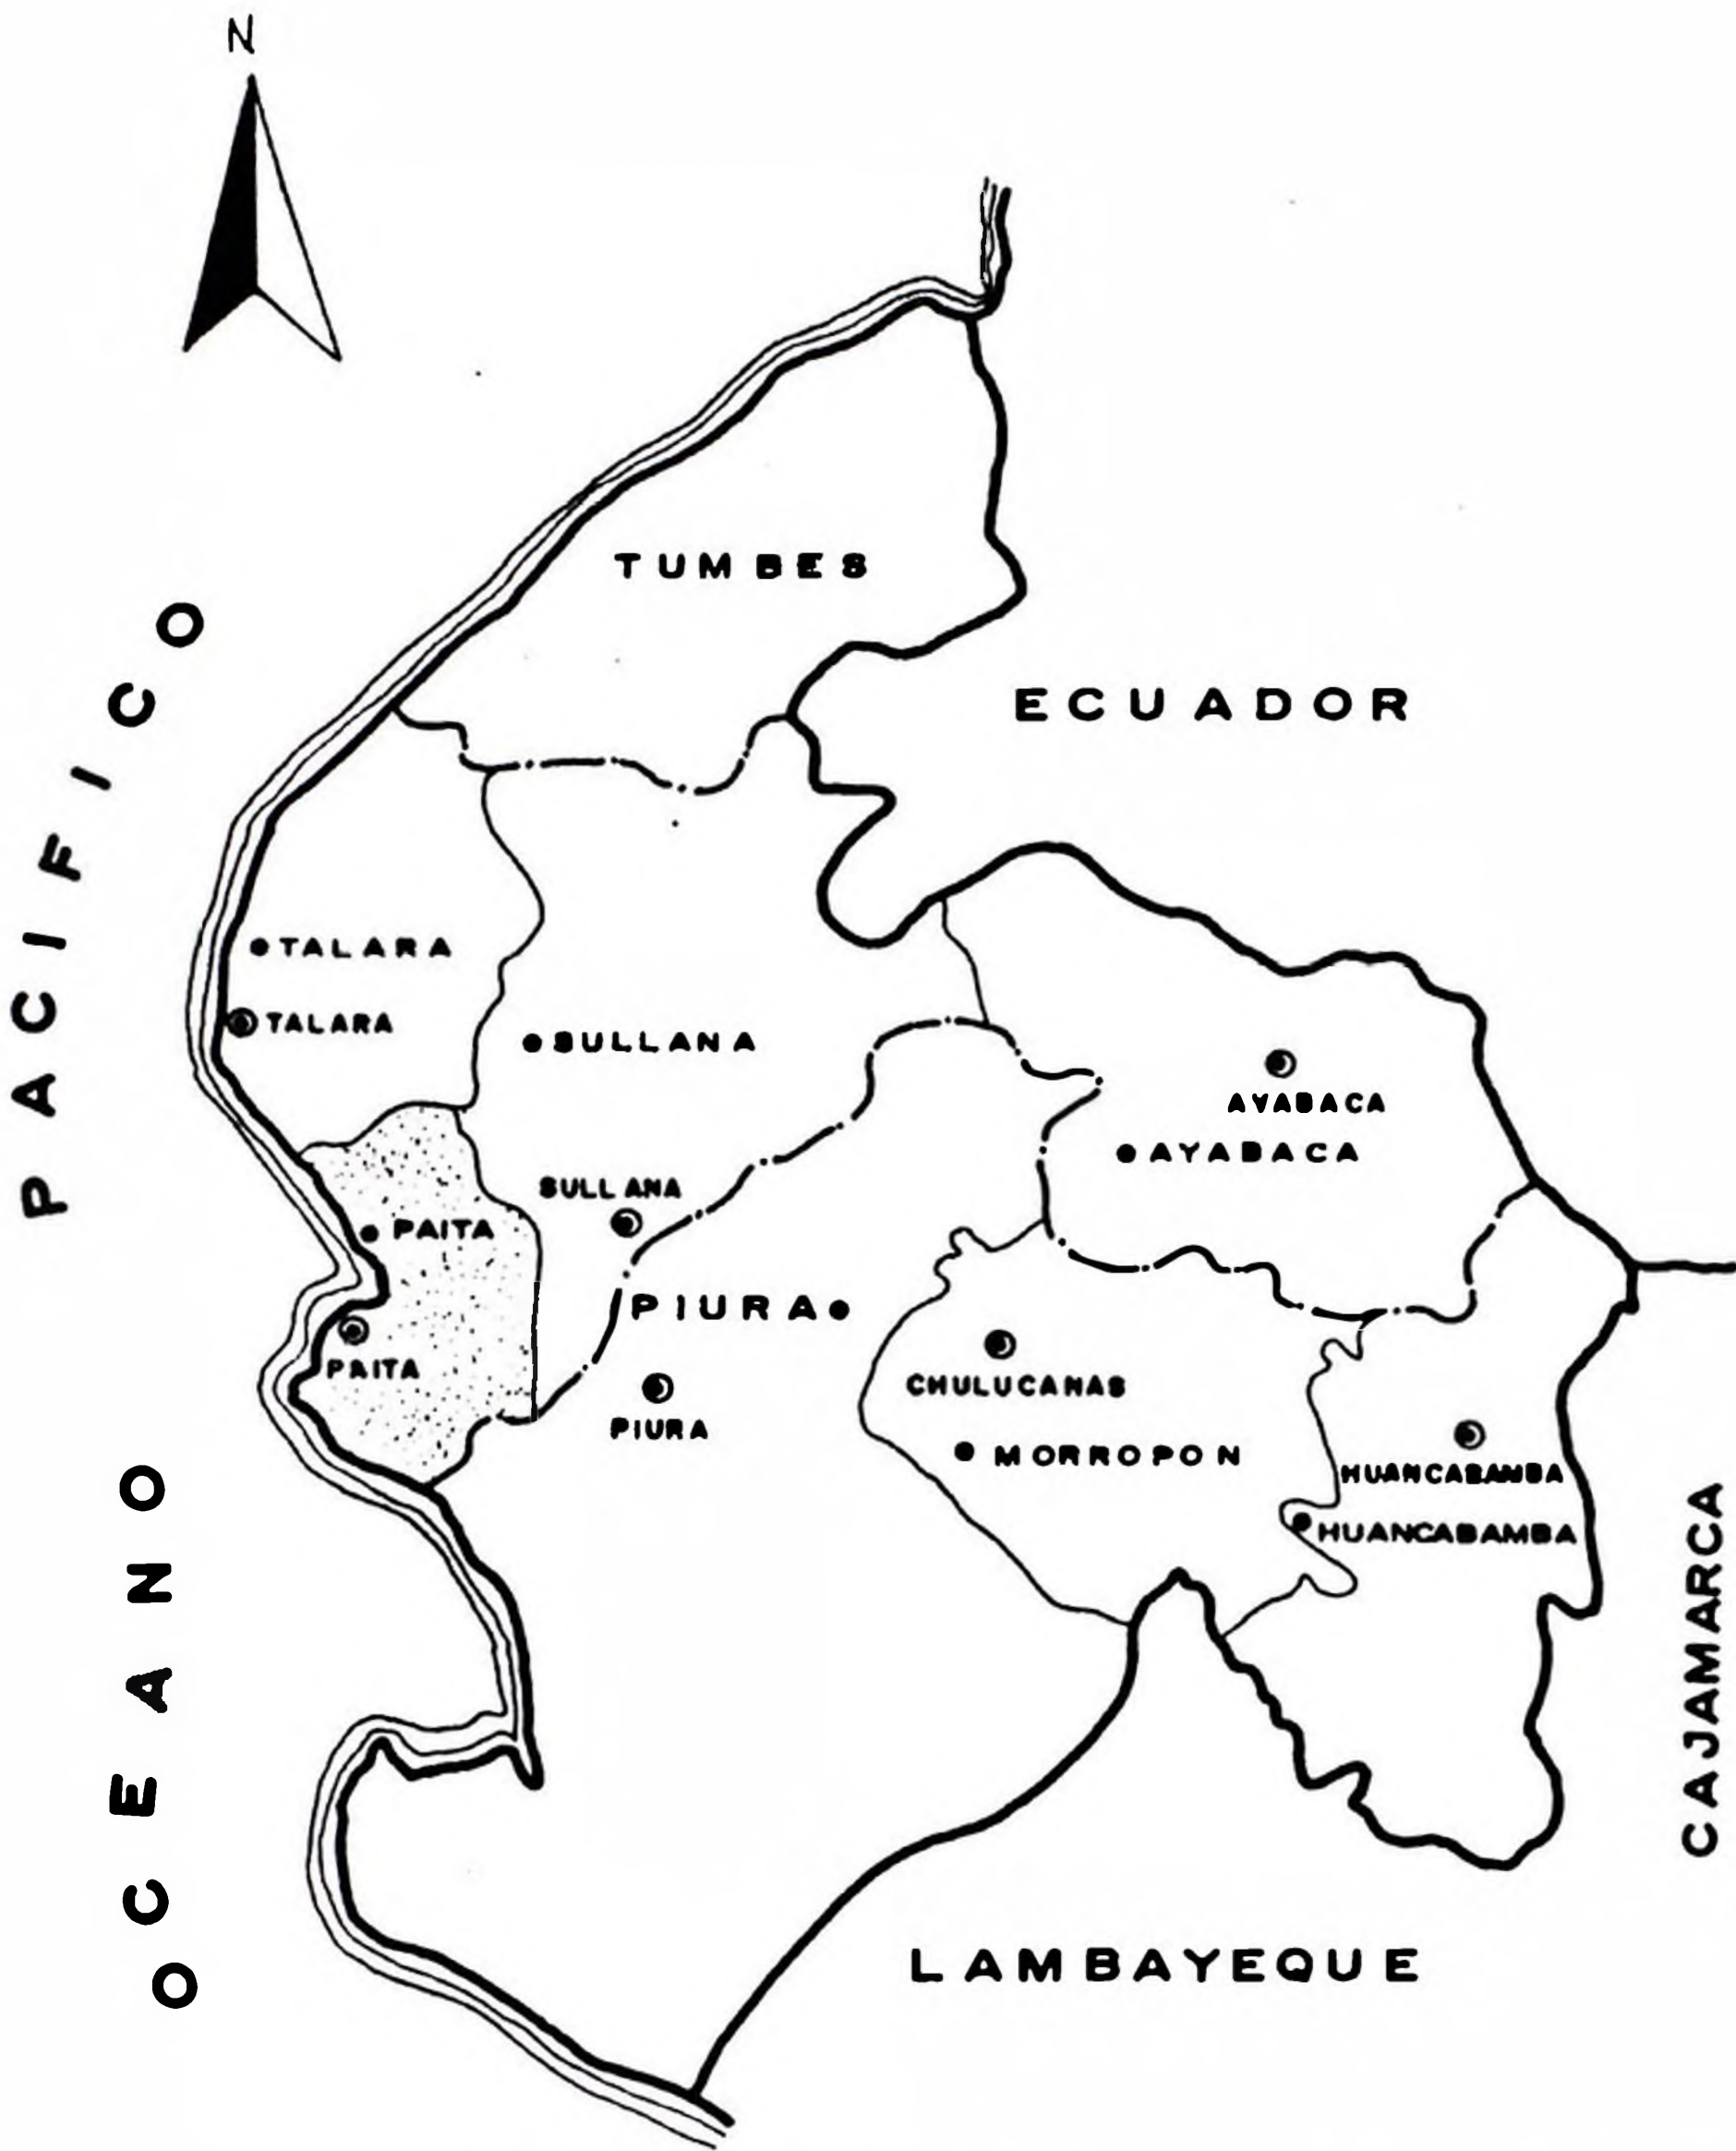 N
TUMBES
ECUADOR
OCEANO PACIFICO
TALARA
TALARA
SULLANA
AYABACA
AYABACA
SULLANA
PAITA
PIURA
PAITA
CHULUCANAS
PIURA
MORROPON
HUANCABAMBA
HUANCABAMBA
CAJAMARCA
LAMBAYEQUE